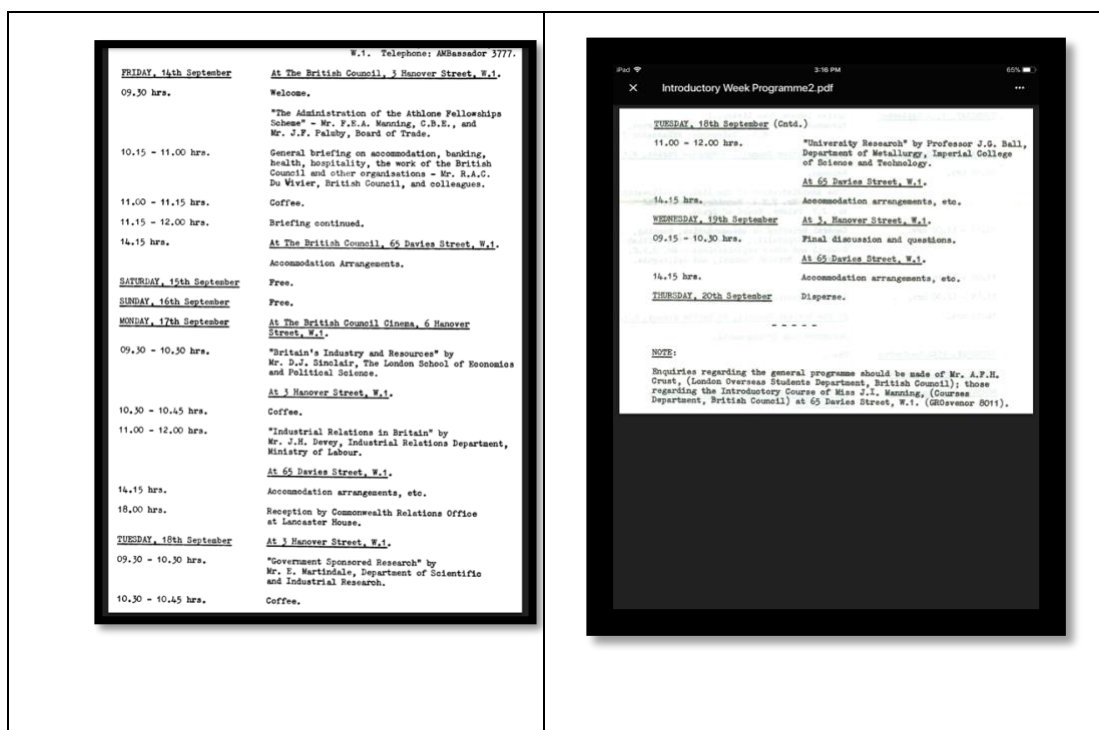 W.1. Telephone: AMBassador 3777.
FRIDAY, 14th September At The British Council, 3 Hanover Street, W.1.
09.30 hrs. Welcome.
"The Administration of the Athlone Fellowships
Scheme" - Mr. F.E.A. Manning, C.B.E., and
Mr. J.F. Paluby, Board of Trade.
10.15 - 11.00 hrs. General briefing on accommodation, banking,
health, hospitality, the work of the British
Council and other organisations - Mr. R.A.C.
Du Vivier, British Council, and colleagues.
11.00 - 11.15 hrs. Coffee.
11.15 - 12.00 hrs. Briefing continued.
14.15 hrs. At The British Council, 65 Davies Street, W.1.
Accommodation Arrangements.
SATURDAY, 15th September Free.
SUNDAY, 16th September Free.
MONDAY, 17th September At The British Council Cinema, 6 Hanover
Street, W.1.
09.30 - 10.30 hrs. "Britain's Industry and Resources" by
Mr. D.J. Sinclair, The London School of Economics
and Political Science.
At 3 Hanover Street, W.1.
10.30 - 10.45 hrs. Coffee.
11.00 - 12.00 hrs. "Industrial Relations in Britain" by
Mr. J.H. Devey, Industrial Relations Department,
Ministry of Labour.
At 65 Davies Street, W.1.
14.15 hrs. Accommodation arrangements, etc.
18.00 hrs. Reception by Commonwealth Relations Office
at Lancaster House.
TUESDAY, 18th September At 3 Hanover Street, W.1.
09.30 - 10.30 hrs. "Government Sponsored Research" by
Mr. E. Martindale, Department of Scientific
and Industrial Research.
10.30 - 10.45 hrs. Coffee.
iPad 3:16 PM 65%
Introductory Week Programme2.pdf
TUESDAY, 18th September (Cntd.)
11.00 - 12.00 hrs. "University Research" by Professor J.G. Ball,
Department of Metallurgy, Imperial College
of Science and Technology.
At 65 Davies Street, W.1.
14.15 hrs. Accommodation arrangements, etc.
WEDNESDAY, 19th September At 3, Hanover Street, W.1.
09.15 - 10.30 hrs. Final discussion and questions.
At 65 Davies Street, W.1.
14.15 hrs. Accommodation arrangements, etc.
THURSDAY, 20th September Disperse.
- - - - -
NOTE:
Enquiries regarding the general programme should be made of Mr. A.F.H.
Crust, (London Overseas Students Department, British Council); those
regarding the Introductory Course of Miss J.I. Manning, (Courses
Department, British Council) at 65 Davies Street, W.1. (GROsvenor 8011).